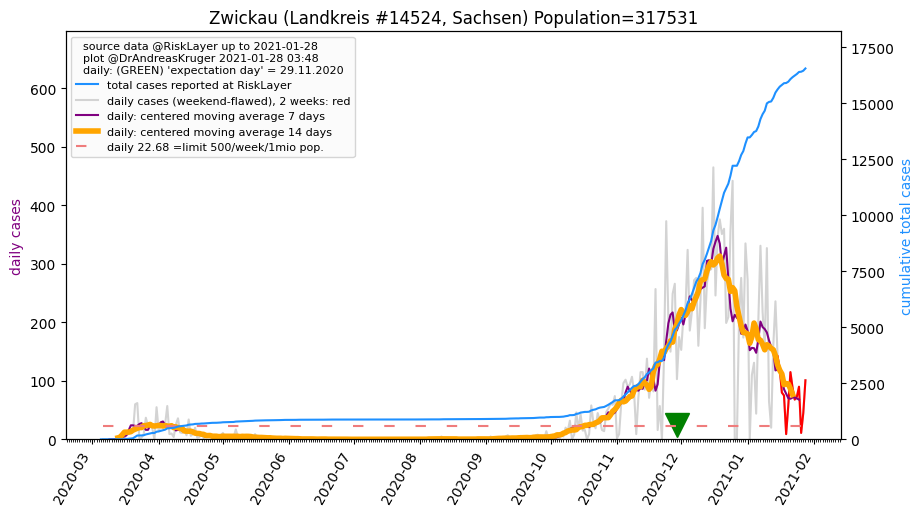 Zwickau (Landkreis #14524, Sachsen) Population=317531
source data @RiskLayer up to 2021-01-28
plot @DrAndreasKruger 2021-01-28 03:48
daily: (GREEN) 'expectation day' = 29.11.2020
total cases reported at RiskLayer
daily cases (weekend-flawed), 2 weeks: red
daily: centered moving average 7 days
daily: centered moving average 14 days
daily 22.68 =limit 500/week/1mio pop.
daily cases
600
500
400
300
200
100
0
cumulative total cases
17500
15000
12500
10000
7500
5000
2500
0
2020-03
2020-04
2020-05
2020-06
2020-07
2020-08
2020-09
2020-10
2020-11
2020-12
2021-01
2021-02